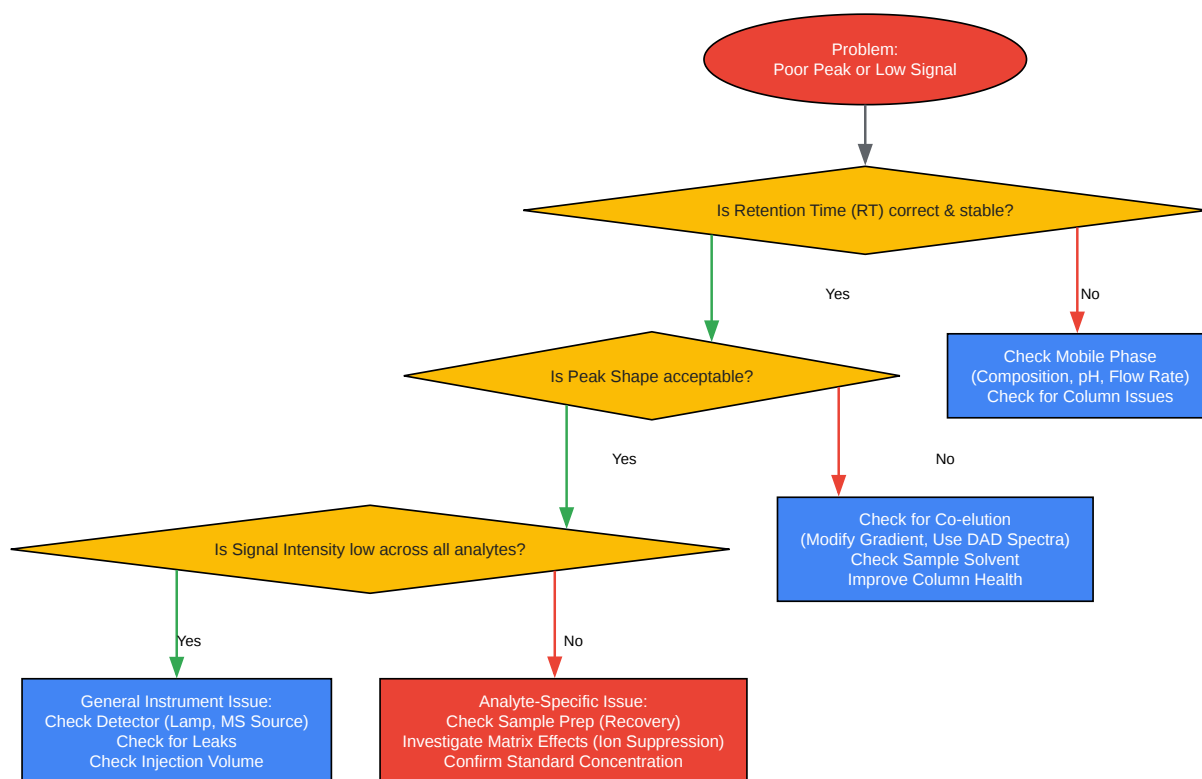 Problem:
Poor Peak or Low Signal
Is Retention Time (RT) correct & stable?
Yes
No
Check Mobile Phase
(Composition, pH, Flow Rate)
Check for Column Issues
Is Peak Shape acceptable?
Yes
No
Check for Co-elution
(Modify Gradient, Use DAD Spectra)
Check Sample Solvent
Improve Column Health
Is Signal Intensity low across all analytes?
Yes
No
General Instrument Issue:
Check Detector (Lamp, MS Source)
Check for Leaks
Check Injection Volume
Analyte-Specific Issue:
Check Sample Prep (Recovery)
Investigate Matrix Effects (Ion Suppression)
Confirm Standard Concentration